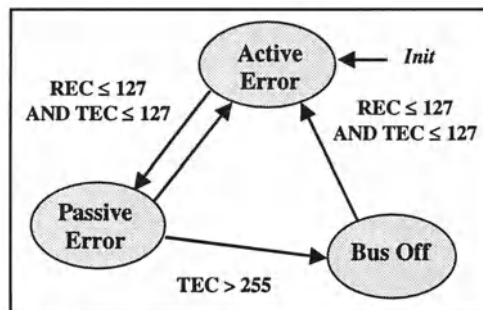 Active
Error
Init
REC ≤ 127
AND TEC ≤ 127
REC ≤ 127
AND TEC ≤ 127
Passive
Error
Bus Off
TEC > 255